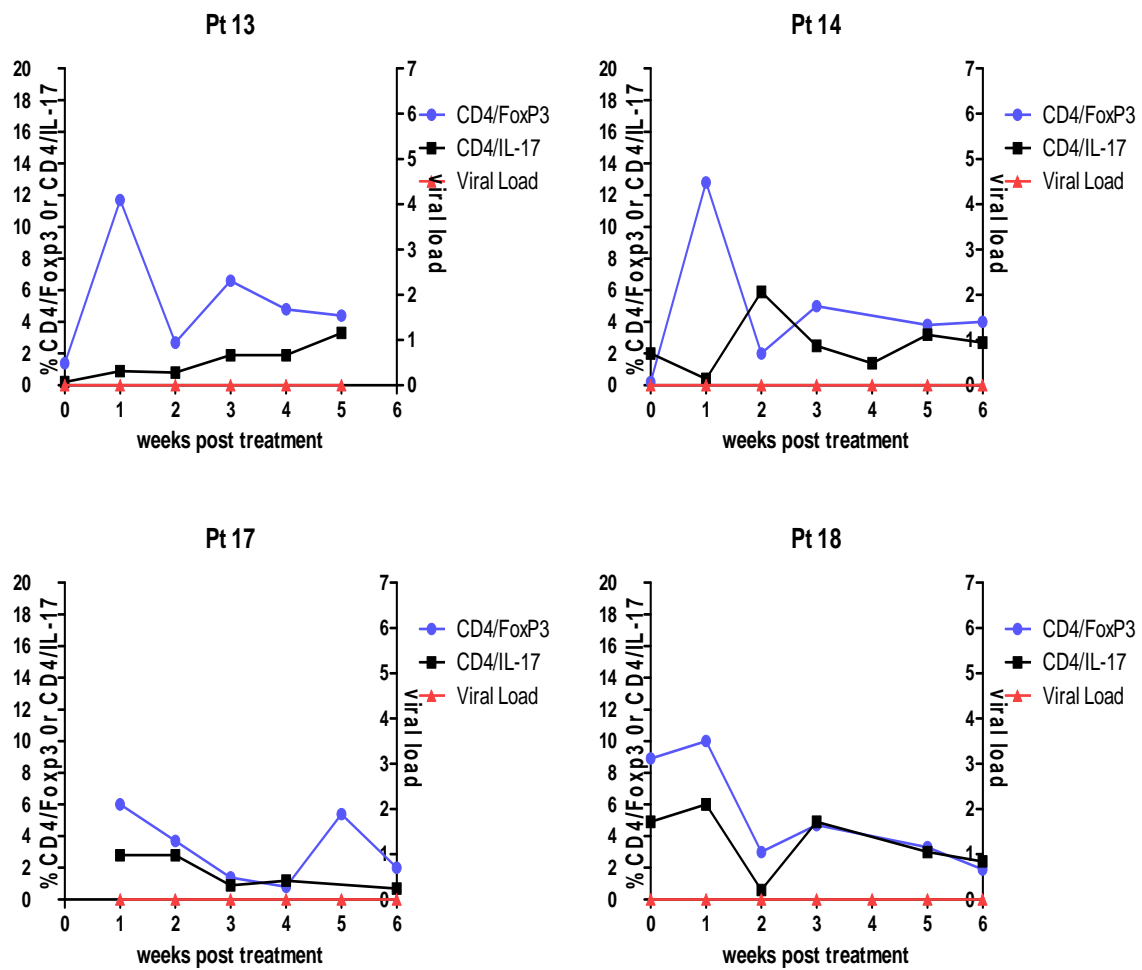 Pt 13
% CD4/Foxp3 0r CD4/IL-17
20
18
16
14
12
10
8
6
4
2
0
0 1 2 3 4 5 6
weeks post treatment
7
6
5
4
3
2
1
0
viral load
CD4/FoxP3
CD4/IL-17
Viral Load
Pt 14
% CD4/Foxp3 0r CD4/IL-17
20
18
16
14
12
10
8
6
4
2
0
0 1 2 3 4 5 6
weeks post treatment
7
6
5
4
3
2
1
0
viral load
CD4/FoxP3
CD4/IL-17
Viral Load
Pt 17
% CD4/Foxp3 0r CD4/IL-17
20
18
16
14
12
10
8
6
4
2
0
0 1 2 3 4 5 6
weeks post treatment
7
6
5
4
3
2
1
0
viral load
CD4/FoxP3
CD4/IL-17
Viral Load
Pt 18
% CD4/Foxp3 0r CD4/IL-17
20
18
16
14
12
10
8
6
4
2
0
0 1 2 3 4 5 6
weeks post treatment
7
6
5
4
3
2
1
0
viral load
CD4/FoxP3
CD4/IL-17
Viral Load